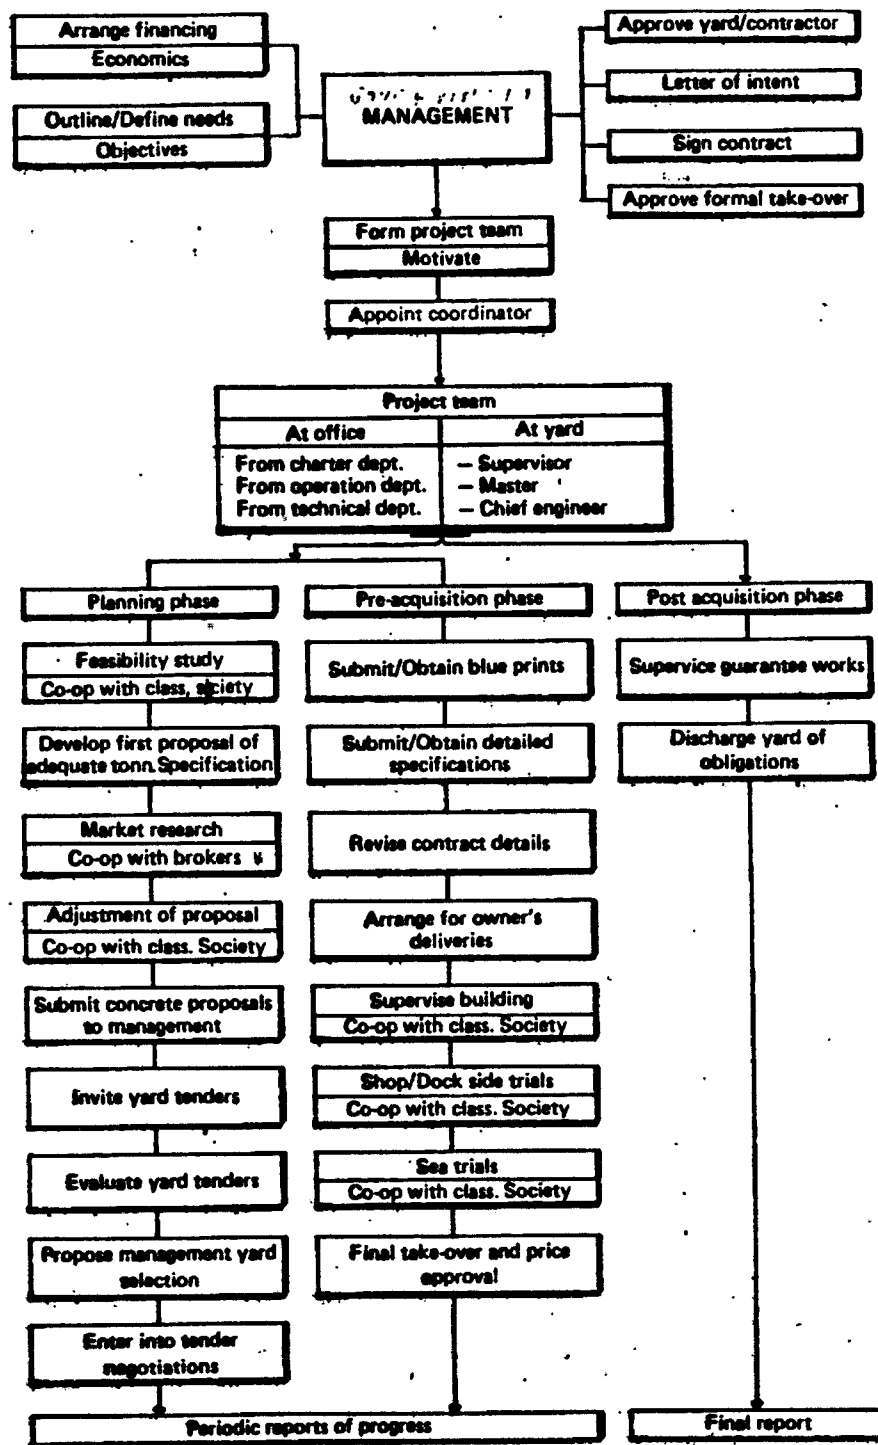 Arrange financing
Economics
Outline/Define needs
Objectives
MANAGEMENT
Approve yard/contractor
Letter of intent
Sign contract
Approve formal take-over
Form project team
Motivate
Appoint coordinator
Project team
At office
At yard
From charter dept.
From operation dept.
From technical dept.
– Supervisor
– Master
– Chief engineer
Planning phase
Feasibility study
Co-op with class, society
Develop first proposal of
adequate tonn. Specification
Market research
Co-op with brokers
Adjustment of proposal
Co-op with class. Society
Submit concrete proposals
to management
Invite yard tenders
Evaluate yard tenders
Propose management yard
selection
Enter into tender
negotiations
Pre-acquisition phase
Submit/Obtain blue prints
Submit/Obtain detailed
specifications
Revise contract details
Arrange for owner's
deliveries
Supervise building
Co-op with class. Society
Shop/Dock side trials
Co-op with class. Society
Sea trials
Co-op with class. Society
Final take-over and price
approval
Periodic reports of progress
Post acquisition phase
Supervice guarantee works
Discharge yard of
obligations
Final report